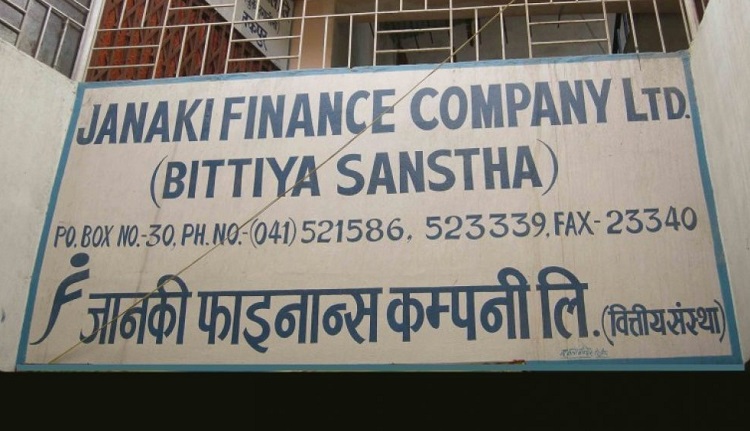 JANAKI FINANCE COMPANY LTD.
(BITTIYA SANSTHA)
PO. BOX NO.-30, PH. NO.-(041) 521586, 523339, FAX-23340
जानकी फाइनान्स कम्पनी लि. (वित्तीय संस्था)